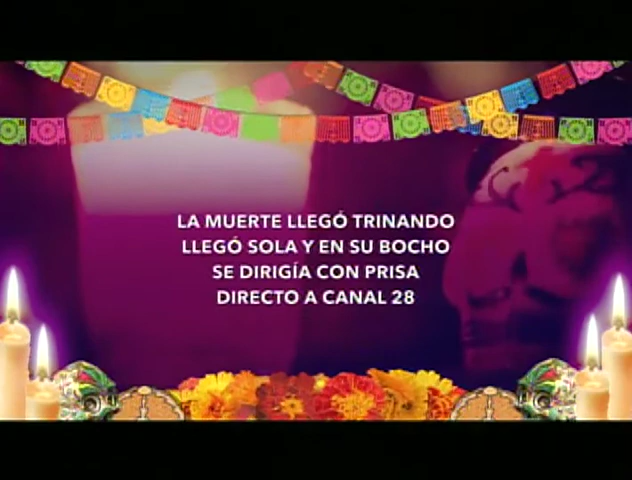 LA MUERTE LLEGÓ TRINANDO
LLEGÓ SOLA Y EN SU BOCHO
SE DIRIGÍA CON PRISA
DIRECTO A CANAL 28